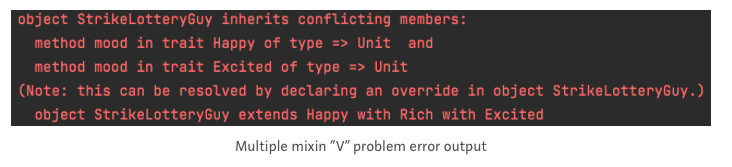 object StrikeLotteryGuy inherits conflicting members:
method mood in trait Happy of type => Unit  and
method mood in trait Excited of type => Unit
(Note: this can be resolved by declaring an override in object StrikeLotteryGuy.)
object StrikeLotteryGuy extends Happy with Rich with Excited
Multiple mixin ”V” problem error output